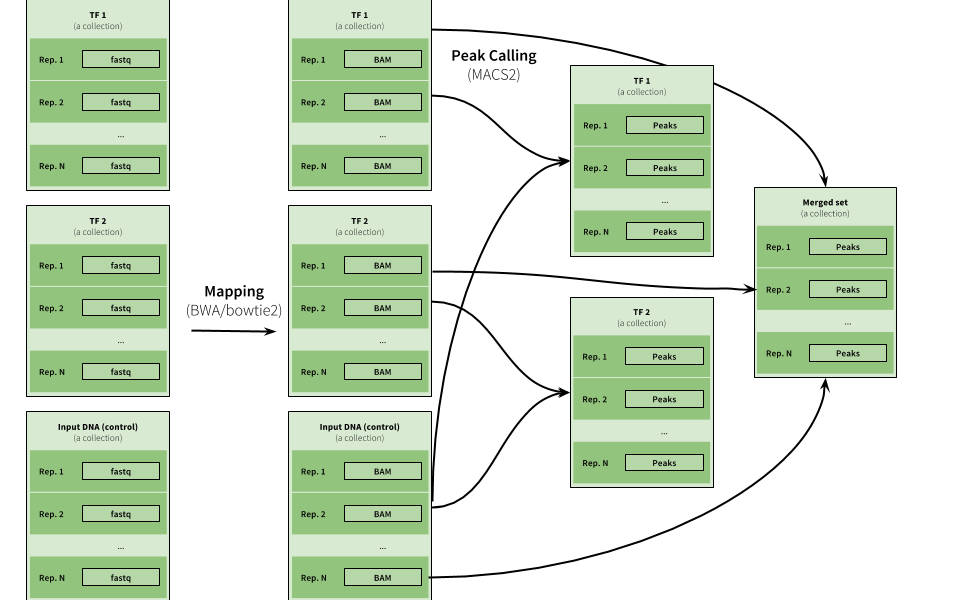 TF 1
(a collection)
Rep. 1
fastq
Rep. 2
fastq
...
Rep. N
fastq
TF 2
(a collection)
Rep. 1
fastq
Rep. 2
fastq
...
Rep. N
fastq
Input DNA (control)
(a collection)
Rep. 1
fastq
Rep. 2
fastq
...
Rep. N
fastq
Mapping
(BWA/bowtie2)
TF 1
(a collection)
Rep. 1
BAM
Rep. 2
BAM
...
Rep. N
BAM
TF 2
(a collection)
Rep. 1
BAM
Rep. 2
BAM
...
Rep. N
BAM
Input DNA (control)
(a collection)
Rep. 1
BAM
Rep. 2
BAM
...
Rep. N
BAM
Peak Calling
(MACS2)
TF 1
(a collection)
Rep. 1
Peaks
Rep. 2
Peaks
...
Rep. N
Peaks
TF 2
(a collection)
Rep. 1
Peaks
Rep. 2
Peaks
...
Rep. N
Peaks
Merged set
(a collection)
Rep. 1
Peaks
Rep. 2
Peaks
...
Rep. N
Peaks